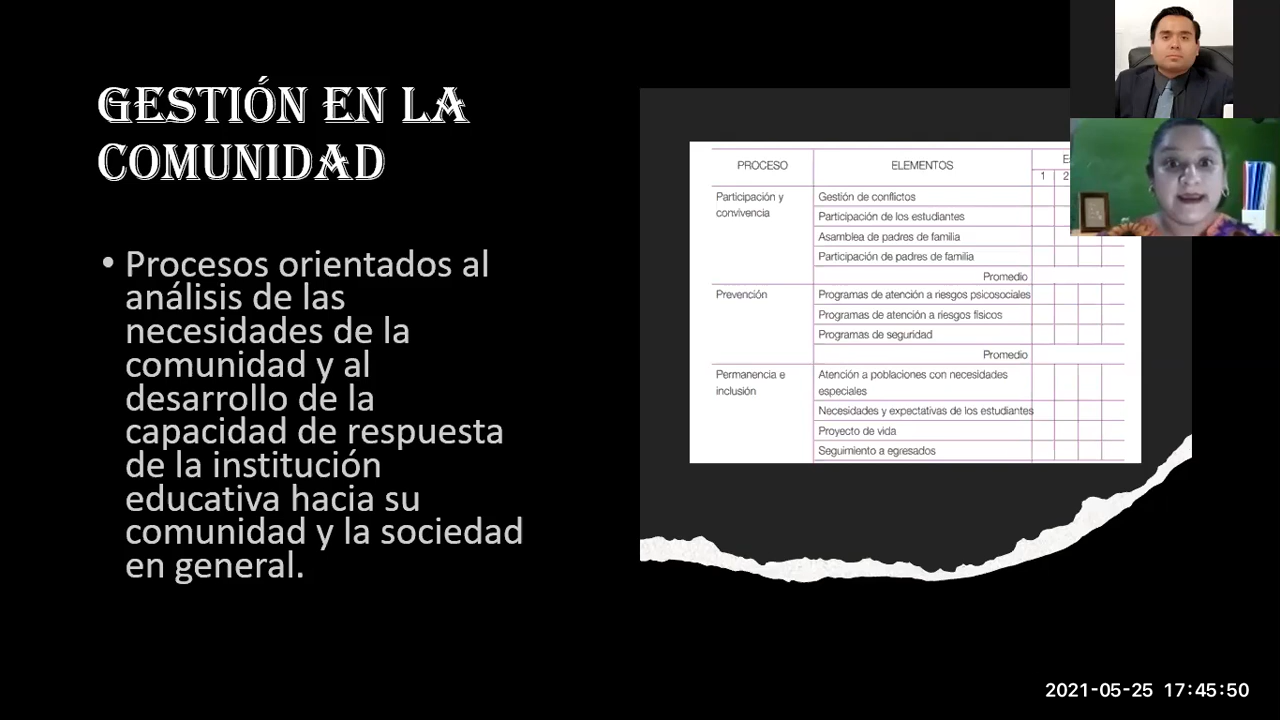 GESTIÓN EN LA
COMUNIDAD
• Procesos orientados al
análisis de las
necesidades de la
comunidad y al
desarrollo de la
capacidad de respuesta
de la institución
educativa hacia su
comunidad y la sociedad
en general.
PROCESO ELEMENTOS
1 2
Participación y
convivencia
Gestión de conflictos
Participación de los estudiantes
Asamblea de padres de familia
Participación de padres de familia
Promedio
Prevención
Programas de atención a riesgos psicosociales
Programas de atención a riesgos físicos
Programas de seguridad
Promedio
Permanencia e
inclusión
Atención a poblaciones con necesidades
especiales
Necesidades y expectativas de los estudiantes
Proyecto de vida
Seguimiento a egresados
2021-05-25 17:45:50